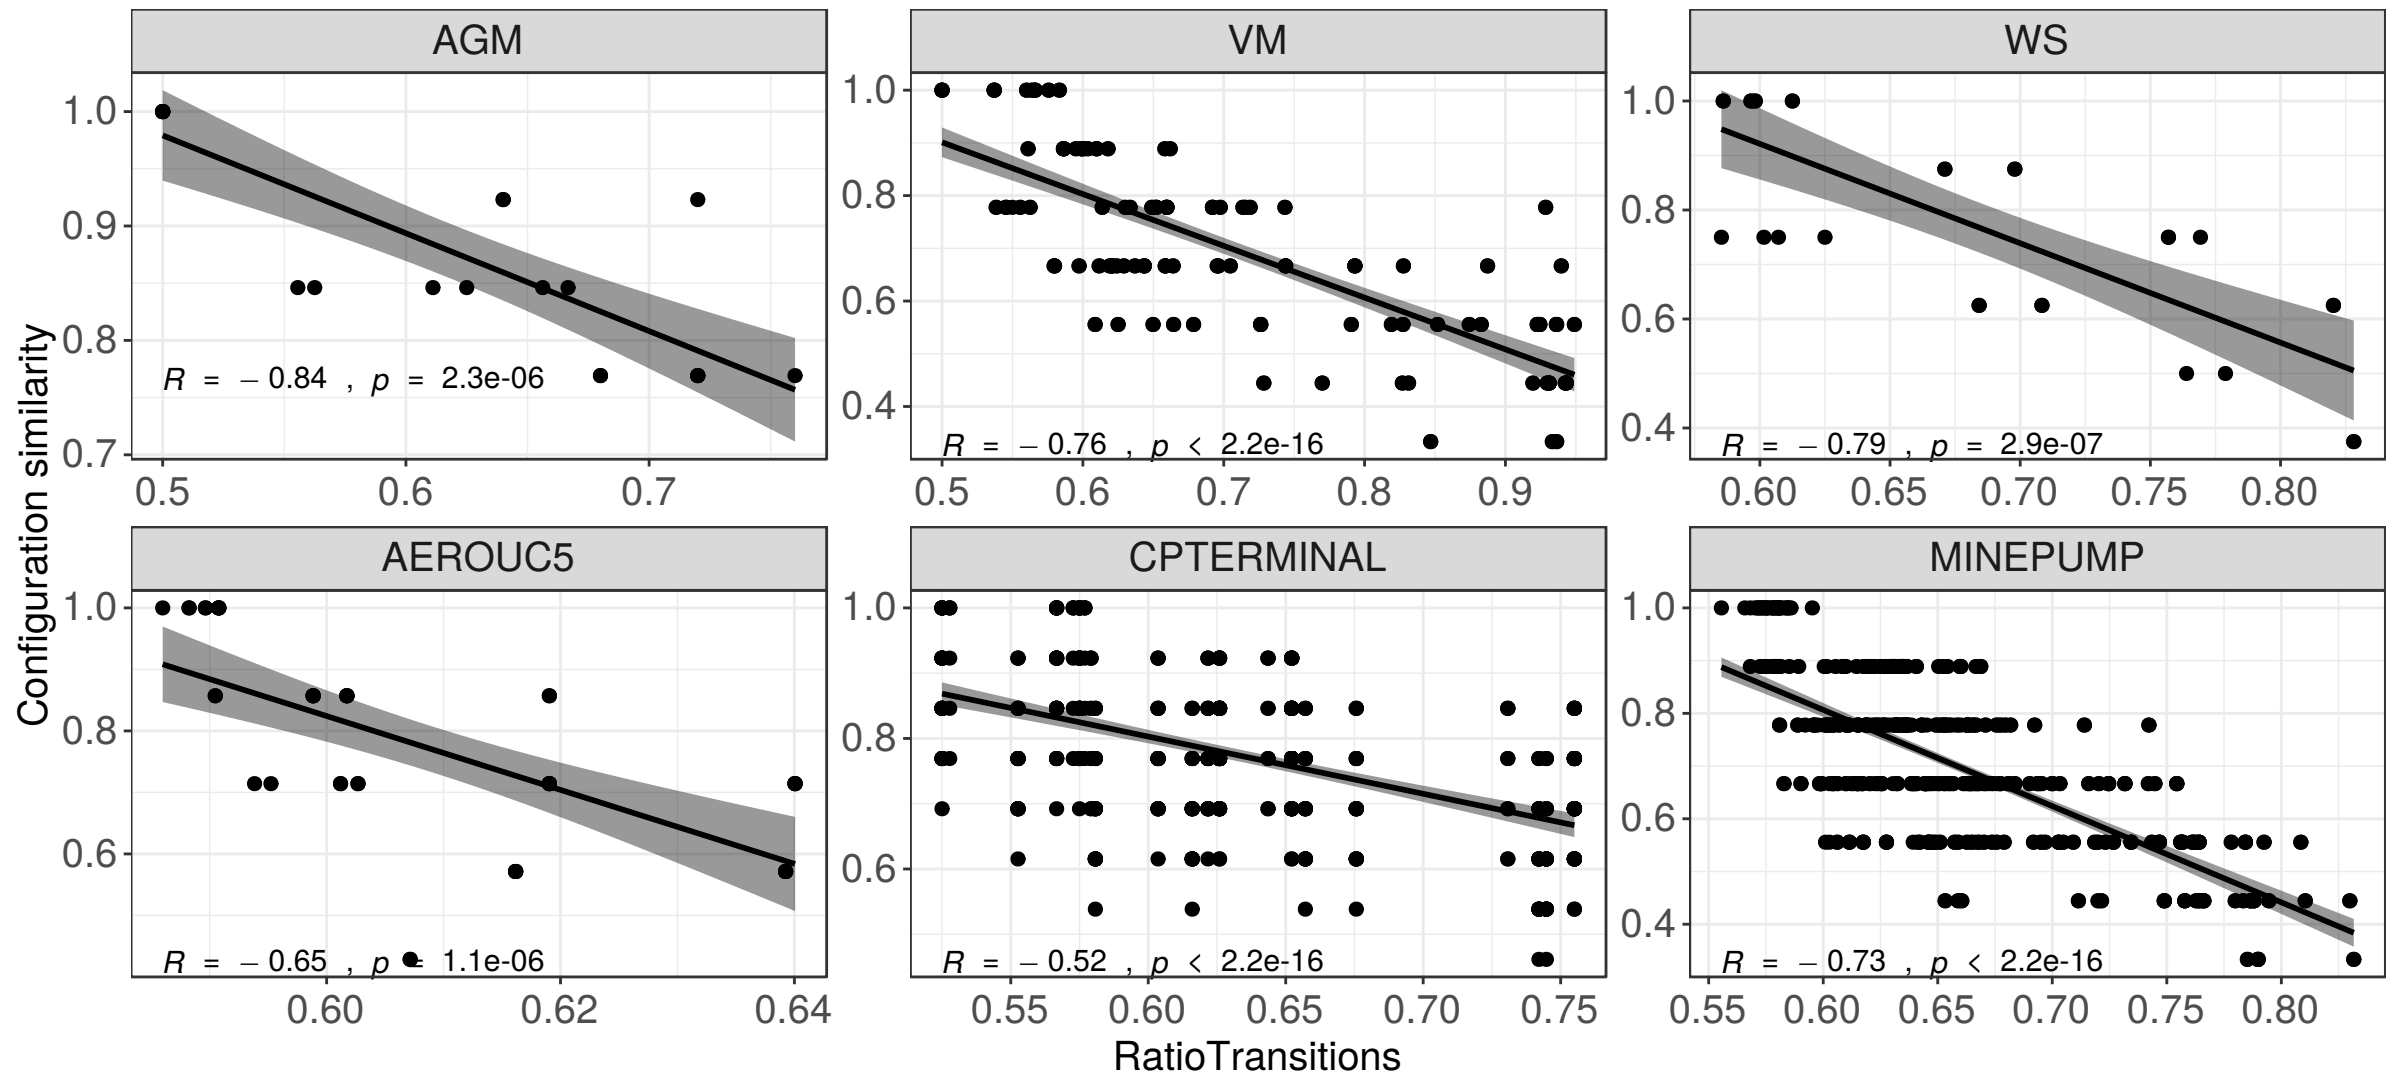 AGM
VM
WS
1.0
0.9
0.8
0.7
R = − 0.84 , p = 2.3e-06
0.5 0.6 0.7
1.0
0.8
0.6
0.4
R = − 0.76 , p < 2.2e-16
0.5 0.6 0.7 0.8 0.9
1.0
0.8
0.6
0.4
R = − 0.79 , p = 2.9e-07
0.60 0.65 0.70 0.75 0.80
Configuration similarity
AEROUC5
CPTERMINAL
MINEPUMP
1.0
0.8
0.6
R = − 0.65 , p = 1.1e-06
0.60 0.62 0.64
1.0
0.8
0.6
R = − 0.52 , p < 2.2e-16
0.55 0.60 0.65 0.70 0.75
1.0
0.8
0.6
0.4
R = − 0.73 , p < 2.2e-16
0.55 0.60 0.65 0.70 0.75 0.80
RatioTransitions